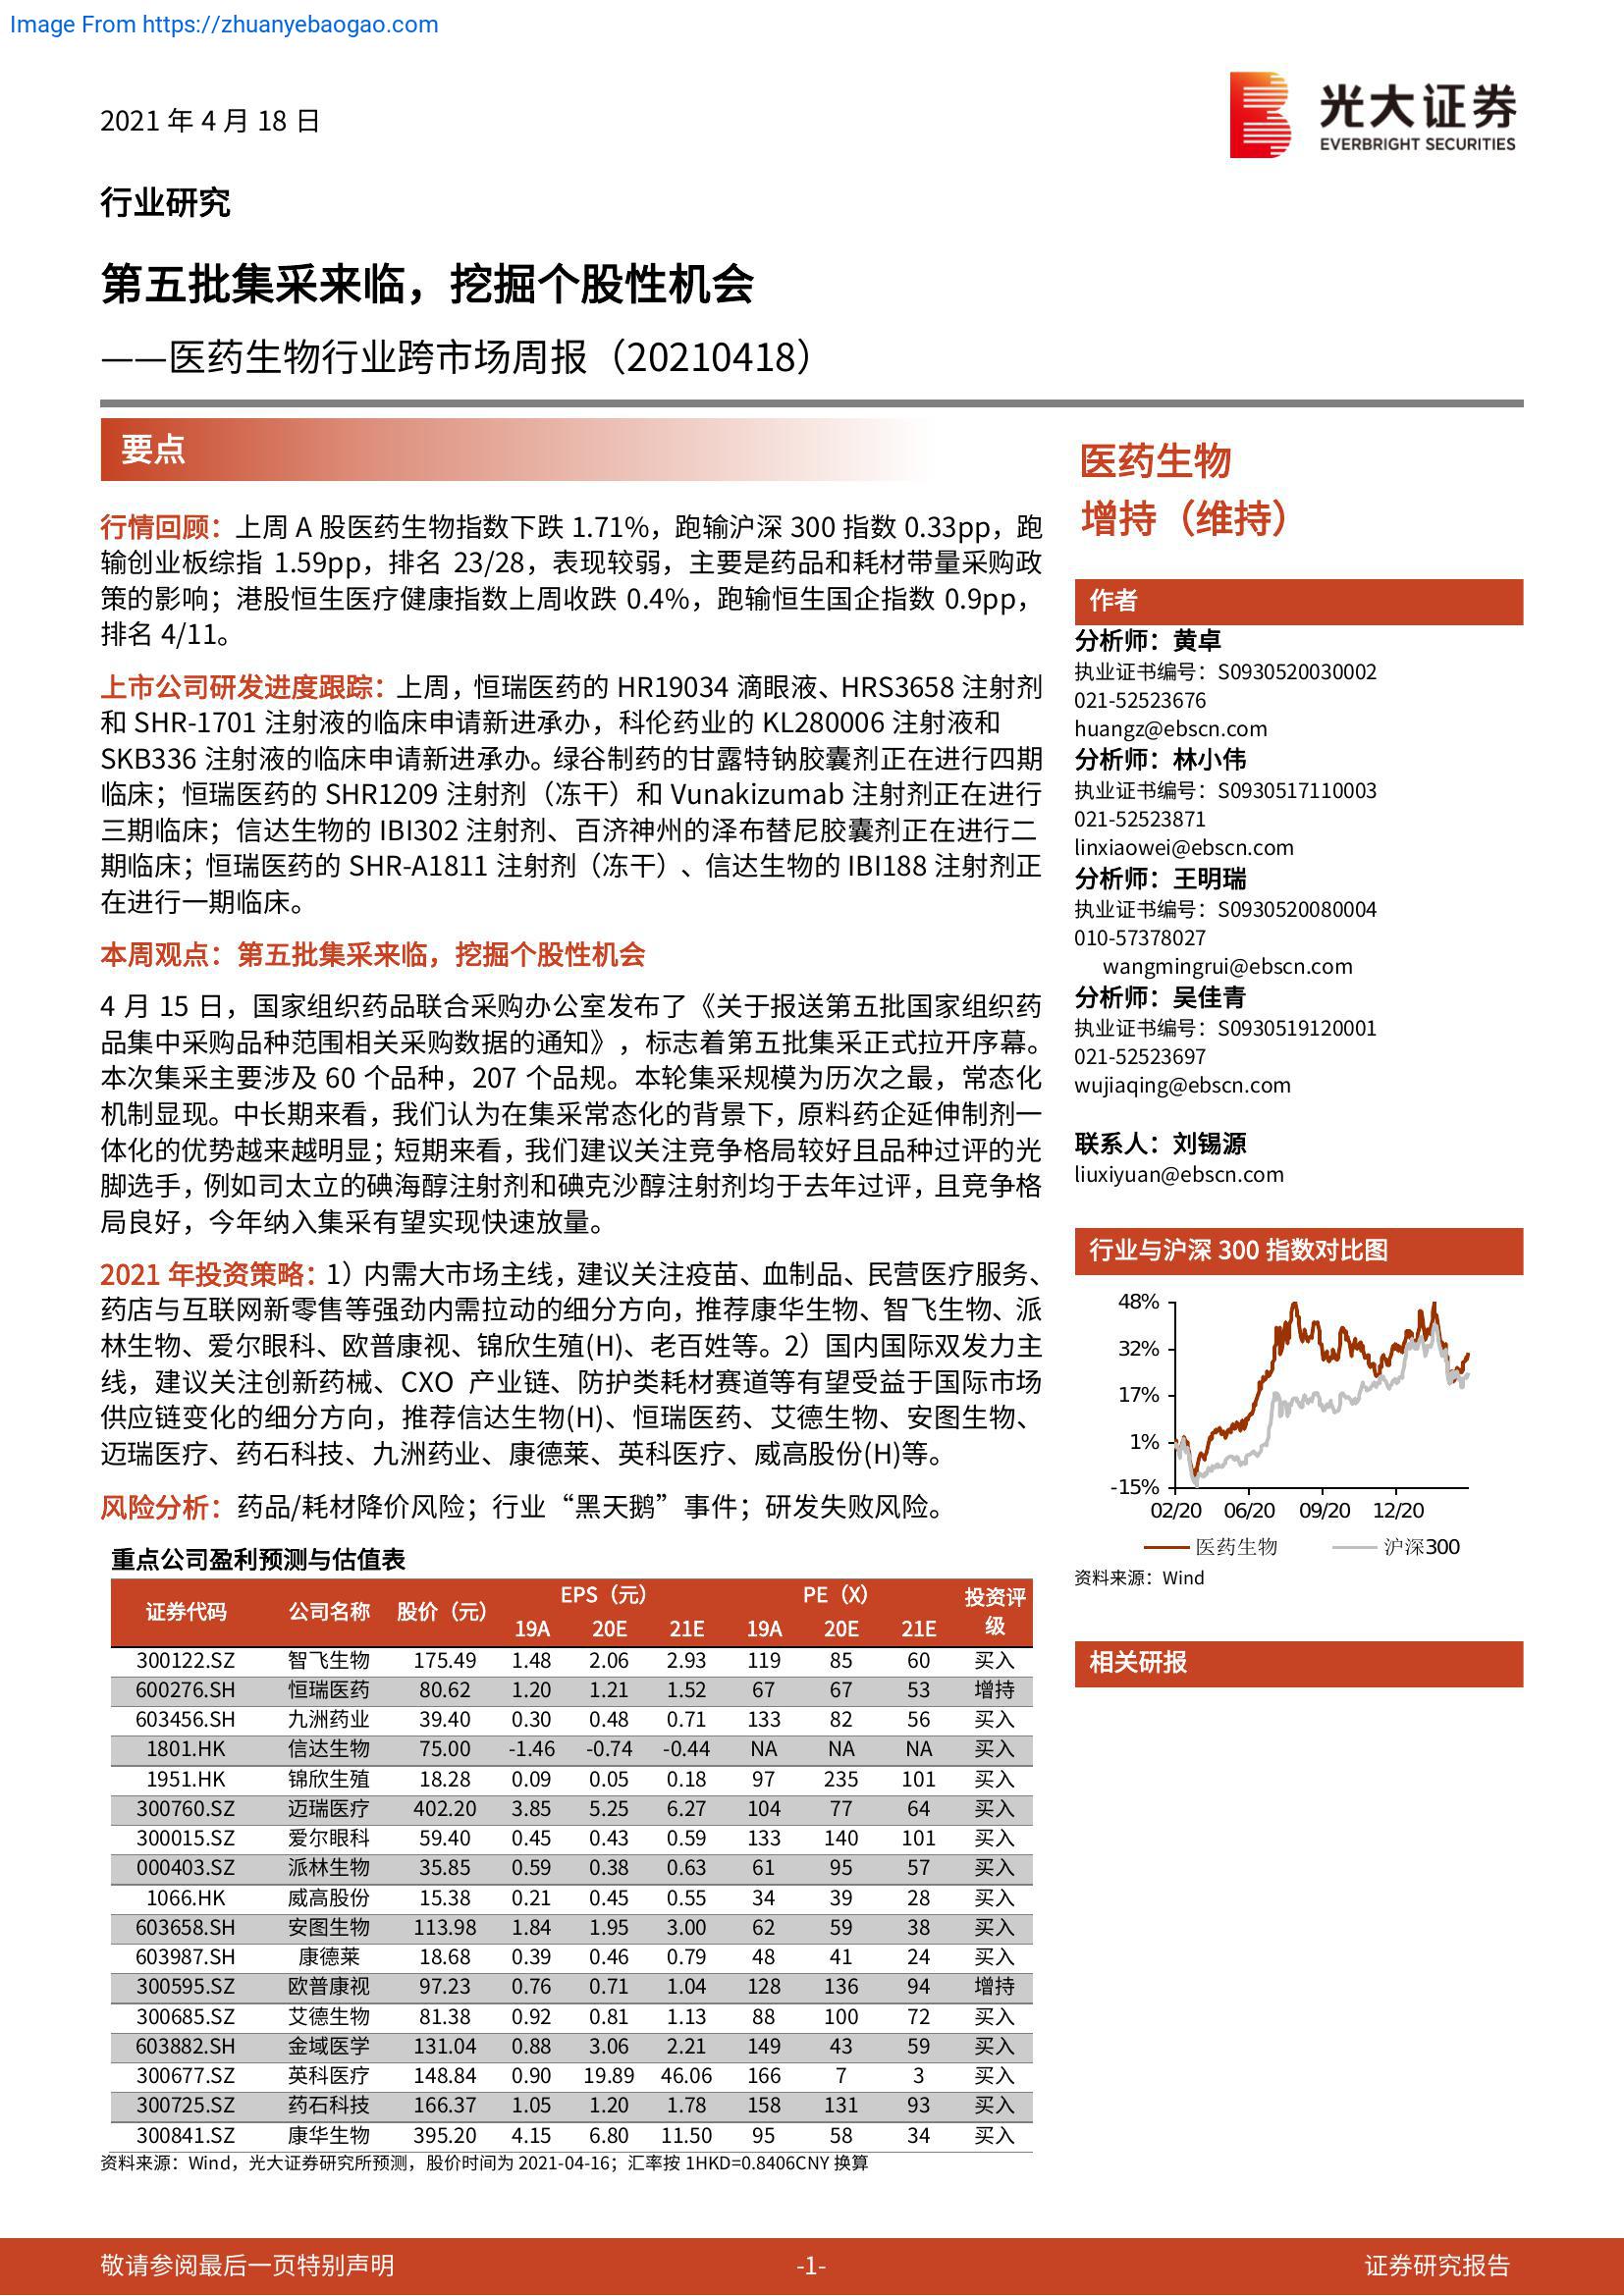 Image From https://zhuanyebaogao.com
2021 年 4 月 18 日
光大证券
EVERBRIGHT SECURITIES
行业研究
第五批集采来临，挖掘个股性机会
——医药生物行业跨市场周报（20210418）
要点
行情回顾：上周 A 股医药生物指数下跌 1.71%，跑输沪深 300 指数 0.33pp，跑
输创业板综指 1.59pp，排名 23/28，表现较弱，主要是药品和耗材带量采购政
策的影响；港股恒生医疗健康指数上周收跌 0.4%，跑输恒生国企指数 0.9pp，
排名 4/11。
上市公司研发进度跟踪：上周，恒瑞医药的 HR19034 滴眼液、HRS3658 注射剂
和 SHR-1701 注射液的临床申请新进承办，科伦药业的 KL280006 注射液和
SKB336 注射液的临床申请新进承办。绿谷制药的甘露特钠胶囊剂正在进行四期
临床；恒瑞医药的 SHR1209 注射剂（冻干）和 Vunakizumab 注射剂正在进行
三期临床；信达生物的 IBI302 注射剂、百济神州的泽布替尼胶囊剂正在进行二
期临床；恒瑞医药的 SHR-A1811 注射剂（冻干）、信达生物的 IBI188 注射剂正
在进行一期临床。
本周观点：第五批集采来临，挖掘个股性机会
4 月 15 日，国家组织药品联合采购办公室发布了《关于报送第五批国家组织药
品集中采购品种范围相关采购数据的通知》，标志着第五批集采正式拉开序幕。
本次集采主要涉及 60 个品种，207 个品规。本轮集采规模为历次之最，常态化
机制显现。中长期来看，我们认为在集采常态化的背景下，原料药企延伸制剂一
体化的优势越来越明显；短期来看，我们建议关注竞争格局较好且品种过评的光
脚选手，例如司太立的碘海醇注射剂和碘克沙醇注射剂均于去年过评，且竞争格
局良好，今年纳入集采有望实现快速放量。
2021 年投资策略：1）内需大市场主线，建议关注疫苗、血制品、民营医疗服务、
药店与互联网新零售等强劲内需拉动的细分方向，推荐康华生物、智飞生物、派
林生物、爱尔眼科、欧普康视、锦欣生殖(H)、老百姓等。2）国内国际双发力主
线，建议关注创新药械、CXO 产业链、防护类耗材赛道等有望受益于国际市场
供应链变化的细分方向，推荐信达生物(H)、恒瑞医药、艾德生物、安图生物、
迈瑞医疗、药石科技、九洲药业、康德莱、英科医疗、威高股份(H)等。
风险分析：药品/耗材降价风险；行业“黑天鹅”事件；研发失败风险。
重点公司盈利预测与估值表
证券代码 公司名称 股价（元） EPS（元） PE（X） 投资评级
19A 20E 21E 19A 20E 21E
300122.SZ 智飞生物 175.49 1.48 2.06 2.93 119 85 60 买入
600276.SH 恒瑞医药 80.62 1.20 1.21 1.52 67 67 53 增持
603456.SH 九洲药业 39.40 0.30 0.48 0.71 133 82 56 买入
1801.HK 信达生物 75.00 -1.46 -0.74 -0.44 NA NA NA 买入
1951.HK 锦欣生殖 18.28 0.09 0.05 0.18 97 235 101 买入
300760.SZ 迈瑞医疗 402.20 3.85 5.25 6.27 104 77 64 买入
300015.SZ 爱尔眼科 59.40 0.45 0.43 0.59 133 140 101 买入
000403.SZ 派林生物 35.85 0.59 0.38 0.63 61 95 57 买入
1066.HK 威高股份 15.38 0.21 0.45 0.55 34 39 28 买入
603658.SH 安图生物 113.98 1.84 1.95 3.00 62 59 38 买入
603987.SH 康德莱 18.68 0.39 0.46 0.79 48 41 24 买入
300595.SZ 欧普康视 97.23 0.76 0.71 1.04 128 136 94 增持
300685.SZ 艾德生物 81.38 0.92 0.81 1.13 88 100 72 买入
603882.SH 金域医学 131.04 0.88 3.06 2.21 149 43 59 买入
300677.SZ 英科医疗 148.84 0.90 19.89 46.06 166 7 3 买入
300725.SZ 药石科技 166.37 1.05 1.20 1.78 158 131 93 买入
300841.SZ 康华生物 395.20 4.15 6.80 11.50 95 58 34 买入
资料来源：Wind，光大证券研究所预测，股价时间为 2021-04-16；汇率按 1HKD=0.8406CNY 换算
医药生物
增持（维持）
作者
分析师：黄卓
执业证书编号：S0930520030002
021-52523676
huangz@ebscn.com
分析师：林小伟
执业证书编号：S0930517110003
021-52523871
linxiaowei@ebscn.com
分析师：王明瑞
执业证书编号：S0930520080004
010-57378027
wangmingrui@ebscn.com
分析师：吴佳青
执业证书编号：S0930519120001
021-52523697
wujiaqing@ebscn.com
联系人：刘锡源
liuxiyuan@ebscn.com
行业与沪深 300 指数对比图
48%
32%
17%
1%
-15%
02/20 06/20 09/20 12/20
医药生物 沪深300
资料来源：Wind
相关研报
敬请参阅最后一页特别声明 -1- 证券研究报告